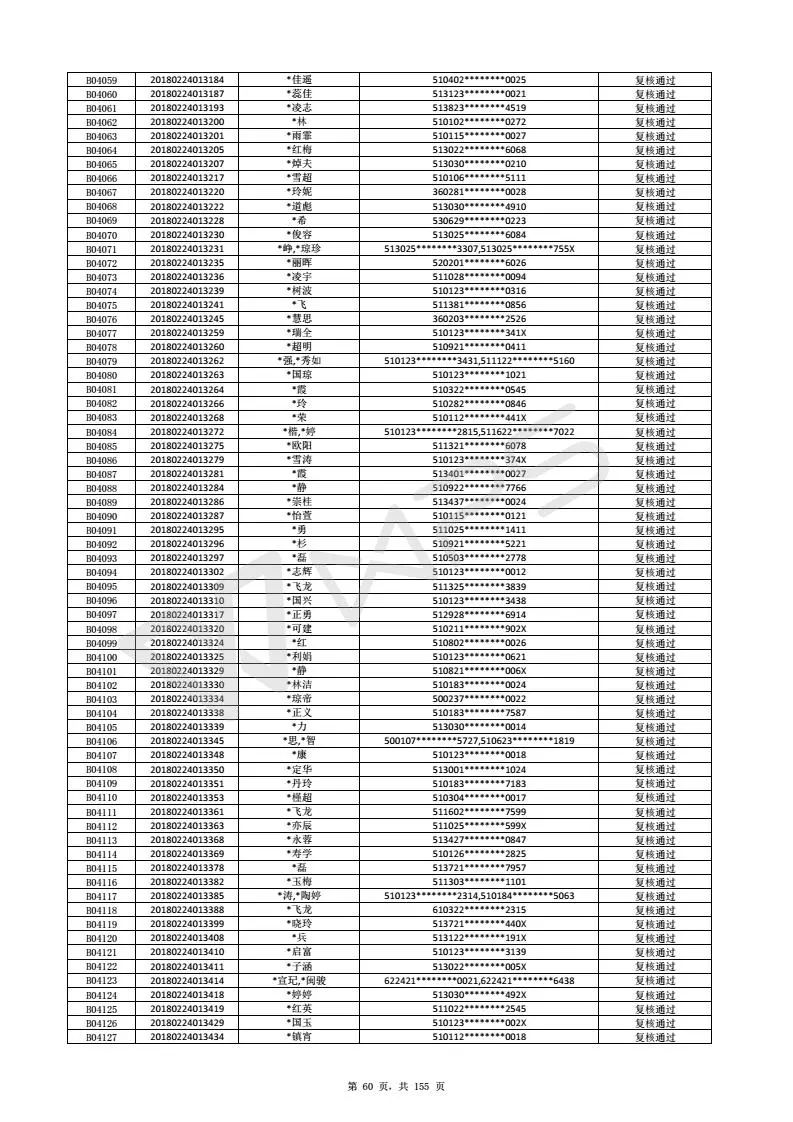 B04059 20180224013184 *佳遥 510402********0025 复核通过
B04060 20180224013187 *蕊佳 513123********0021 复核通过
B04061 20180224013193 *凌志 513823********4519 复核通过
B04062 20180224013200 *林 510102********0272 复核通过
B04063 20180224013201 *雨霏 510115********0027 复核通过
B04064 20180224013205 *红梅 513022********6068 复核通过
B04065 20180224013207 *焯夫 513030********0210 复核通过
B04066 20180224013217 *雪超 510106********5111 复核通过
B04067 20180224013220 *玲妮 360281********0028 复核通过
B04068 20180224013222 *道彪 513030********4910 复核通过
B04069 20180224013228 *希 530629********0223 复核通过
B04070 20180224013230 *俊容 513025********6084 复核通过
B04071 20180224013231 *峥,*琼珍 513025********3307,513025********755X 复核通过
B04072 20180224013235 *丽晖 520201********6026 复核通过
B04073 20180224013236 *凌宇 511028********0094 复核通过
B04074 20180224013239 *树波 510123********0316 复核通过
B04075 20180224013241 *飞 511381********0856 复核通过
B04076 20180224013245 *慧思 360203********2526 复核通过
B04077 20180224013259 *瑞全 510123********341X 复核通过
B04078 20180224013260 *超明 510921********0411 复核通过
B04079 20180224013262 *强,*秀如 510123********3431,511122********5160 复核通过
B04080 20180224013263 *国琼 510123********1021 复核通过
B04081 20180224013264 *霞 510322********0545 复核通过
B04082 20180224013266 *玲 510282********0846 复核通过
B04083 20180224013268 *荣 510112********441X 复核通过
B04084 20180224013272 *楷,*婷 510123********2815,511622********7022 复核通过
B04085 20180224013275 *欧阳 511321********6078 复核通过
B04086 20180224013279 *雪涛 510123********374X 复核通过
B04087 20180224013281 *霞 513401********0027 复核通过
B04088 20180224013284 *静 510922********7766 复核通过
B04089 20180224013286 *崇桂 513437********0024 复核通过
B04090 20180224013287 *怡萱 510115********0121 复核通过
B04091 20180224013295 *勇 511025********1411 复核通过
B04092 20180224013296 *杉 510921********5221 复核通过
B04093 20180224013297 *磊 510503********2778 复核通过
B04094 20180224013302 *志辉 510123********0012 复核通过
B04095 20180224013309 *飞龙 511325********3839 复核通过
B04096 20180224013310 *国兴 510123********3438 复核通过
B04097 20180224013317 *正勇 512928********6914 复核通过
B04098 20180224013320 *可建 510211********902X 复核通过
B04099 20180224013324 *红 510802********0026 复核通过
B04100 20180224013325 *利娟 510123********0621 复核通过
B04101 20180224013329 *静 510821********006X 复核通过
B04102 20180224013330 *林洁 510183********0024 复核通过
B04103 20180224013334 *琼帝 500237********0022 复核通过
B04104 20180224013338 *正义 510183********7587 复核通过
B04105 20180224013339 *力 513030********0014 复核通过
B04106 20180224013345 *思,*智 500107********5727,510623********1819 复核通过
B04107 20180224013348 *康 510123********0018 复核通过
B04108 20180224013350 *定华 513001********1024 复核通过
B04109 20180224013351 *丹玲 510183********7183 复核通过
B04110 20180224013353 *槿超 510304********0017 复核通过
B04111 20180224013361 *飞龙 511602********7599 复核通过
B04112 20180224013363 *亦辰 511025********599X 复核通过
B04113 20180224013368 *永蓉 513427********0847 复核通过
B04114 20180224013369 *寿学 510126********2825 复核通过
B04115 20180224013378 *磊 513721********7957 复核通过
B04116 20180224013382 *玉梅 511303********1101 复核通过
B04117 20180224013385 *涛,*陶婷 510123********2314,510184********5063 复核通过
B04118 20180224013388 *飞龙 610322********2315 复核通过
B04119 20180224013399 *晓玲 513721********440X 复核通过
B04120 20180224013408 *兵 513122********191X 复核通过
B04121 20180224013410 *启富 510123********3139 复核通过
B04122 20180224013411 *子涵 513022********005X 复核通过
B04123 20180224013414 *宣玘,*闽骏 622421********0021,622421********6438 复核通过
B04124 20180224013418 *婷婷 513030********492X 复核通过
B04125 20180224013419 *红英 511022********2545 复核通过
B04126 20180224013429 *国玉 510123********002X 复核通过
B04127 20180224013434 *镇宵 510112********0018 复核通过
WPS
第 60 页，共 155 页